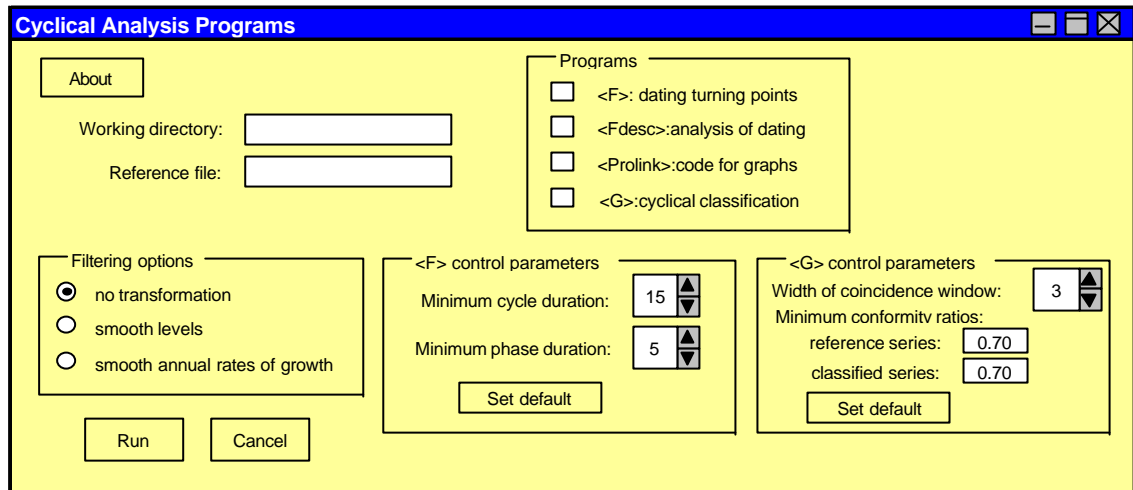 Cyclical Analysis Programs
About
Working directory:
Reference file:
Programs
<F>: dating turning points
<Fdesc>:analysis of dating
<Prolink>:code for graphs
<G>:cyclical classification
Filtering options
no transformation
smooth levels
smooth annual rates of growth
<F> control parameters
Minimum cycle duration: 15
Minimum phase duration: 5
Set default
<G> control parameters
Width of coincidence window: 3
Minimum conformity ratios:
reference series: 0.70
classified series: 0.70
Set default
Run
Cancel